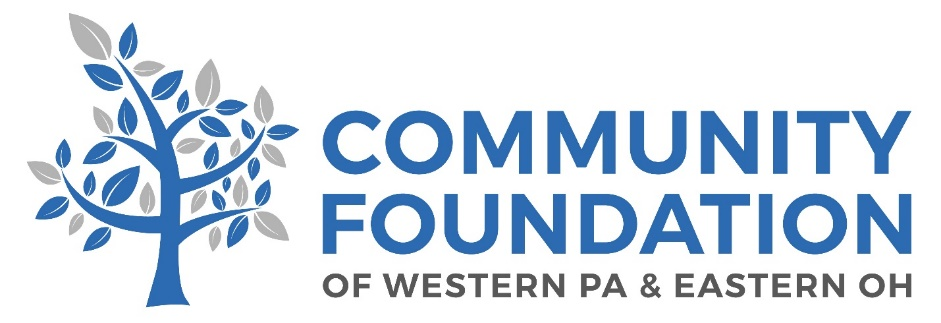 COMMUNITY
FOUNDATION
OF WESTERN PA & EASTERN OH